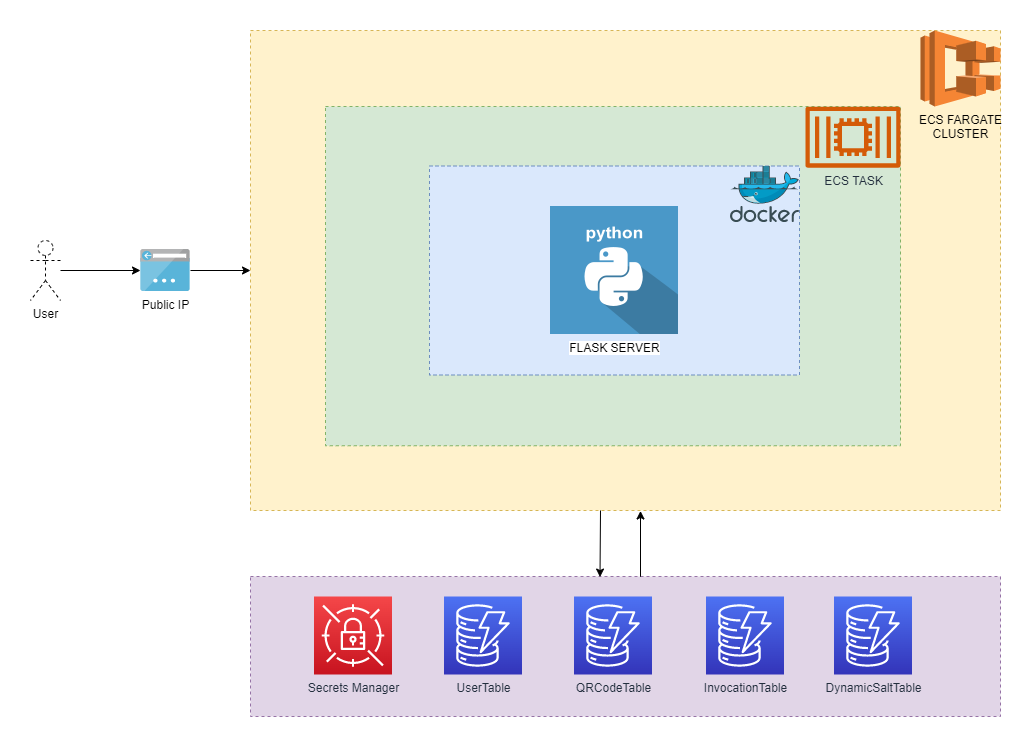 ECS FARGATE
CLUSTER
ECS TASK
docker
python
FLASK SERVER
User
Public IP
Secrets Manager
UserTable
QRCodeTable
InvocationTable
DynamicSaltTable